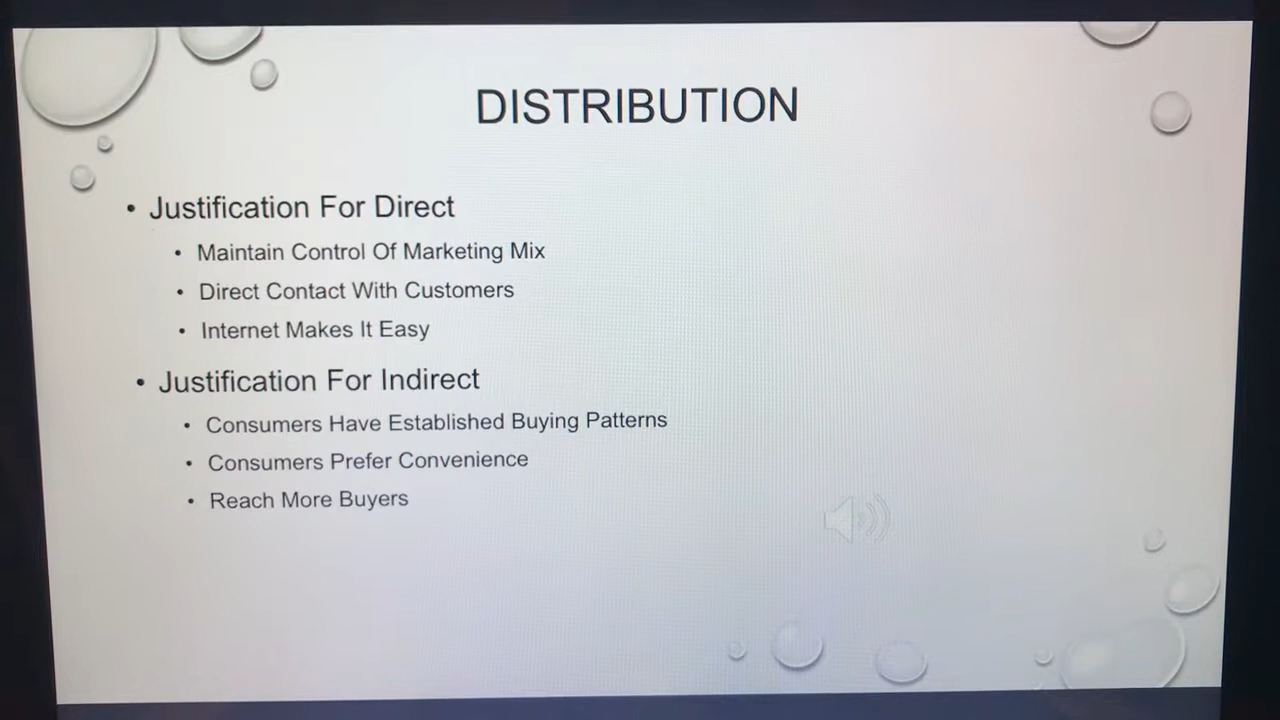 DISTRIBUTION
• Justification For Direct
• Maintain Control Of Marketing Mix
• Direct Contact With Customers
• Internet Makes It Easy
• Justification For Indirect
• Consumers Have Established Buying Patterns
• Consumers Prefer Convenience
• Reach More Buyers